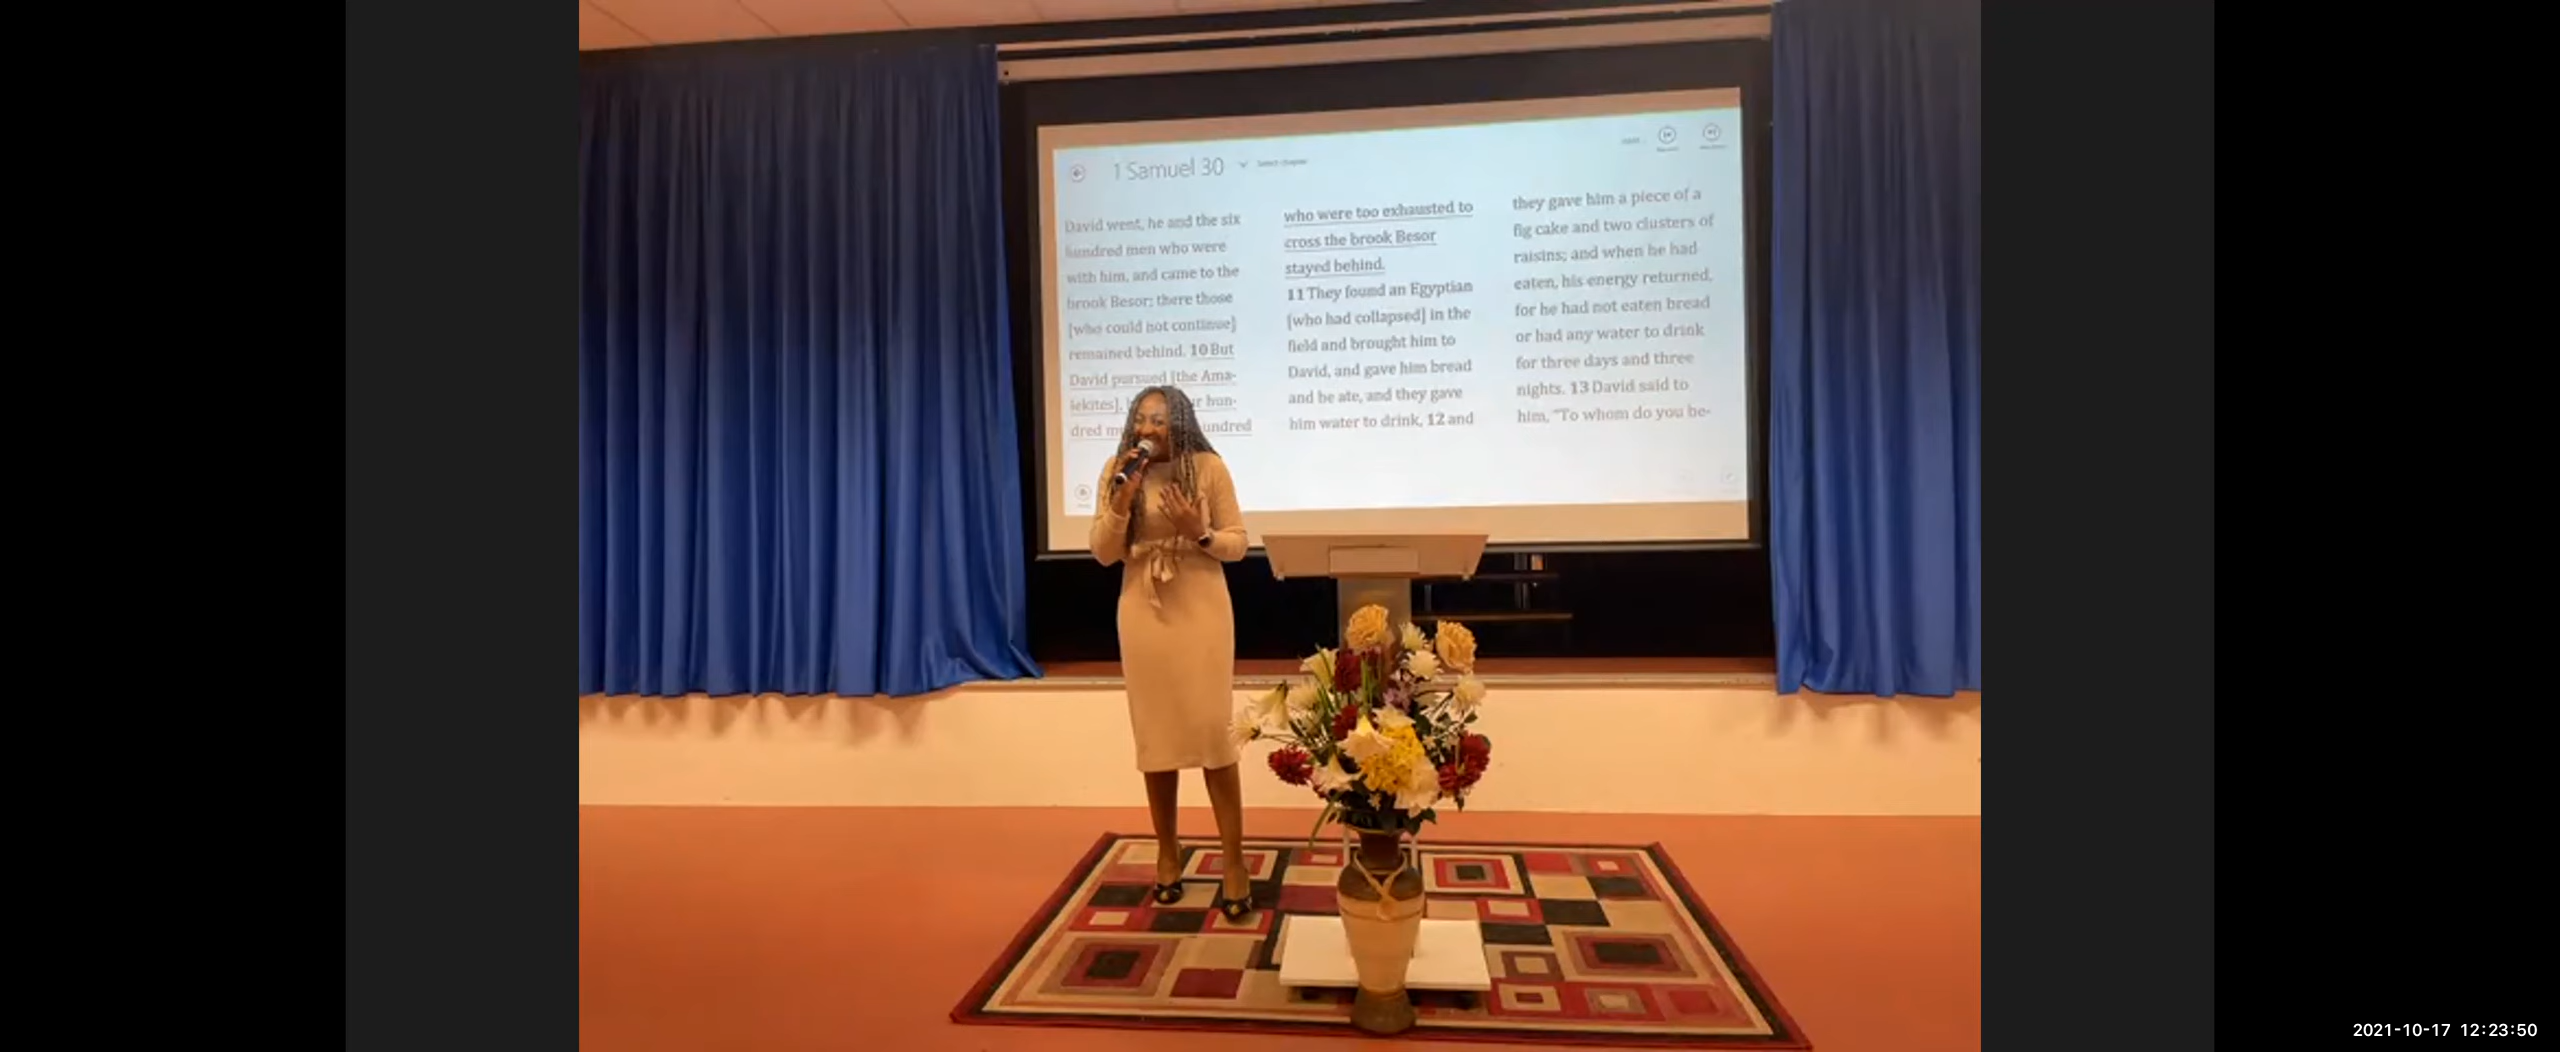 1 Samuel 30
Select chapter
David went, he and the six
hundred men who were
with him, and came to the
brook Besor; there those
[who could not continue]
remained behind. 10 But
David pursued [the Ama-
lekites],
dred
undred
who were too exhausted to
cross the brook Besor
stayed behind.
11 They found an Egyptian
[who had collapsed] in the
field and brought him to
David, and gave him bread
and he ate, and they gave
him water to drink, 12 and
they gave him a piece of a
fig cake and two clusters of
raisins; and when he had
eaten, his energy returned,
for he had not eaten bread
or had any water to drink
for three days and three
nights. 13 David said to
him, "To whom do you be-
2021-10-17 12:23:50